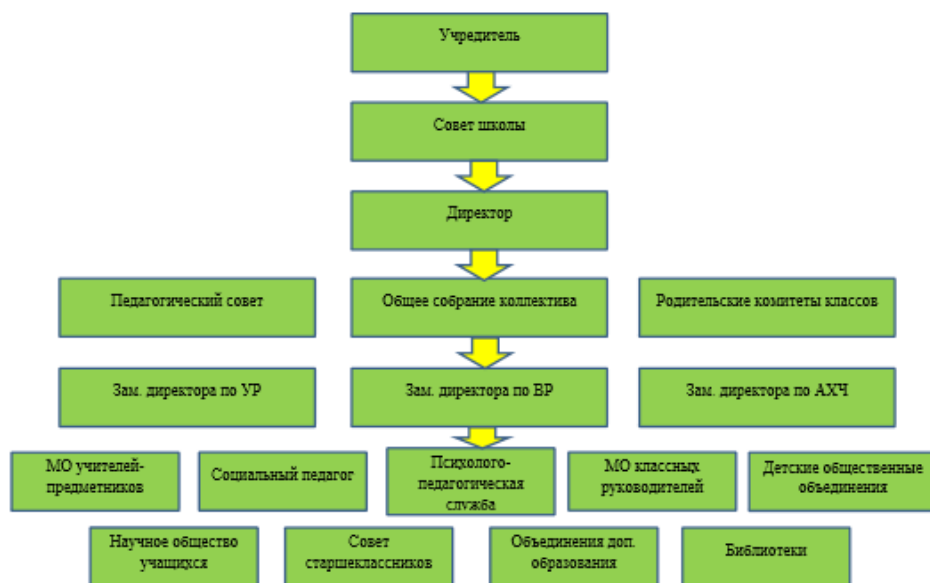 Учредитель
Совет школы
Директор
Педагогический совет
Общее собрание коллектива
Родительские комитеты классов
Зам. директора по УР
Зам. директора по ВР
Зам. директора по АХЧ
МО учителей-
предметников
Социальный педагог
Психолого-
педагогическая
служба
МО классных
руководителей
Детские общественные
объединения
Научное общество
учащихся
Совет
старшеклассников
Объединения доп.
образования
Библиотеки